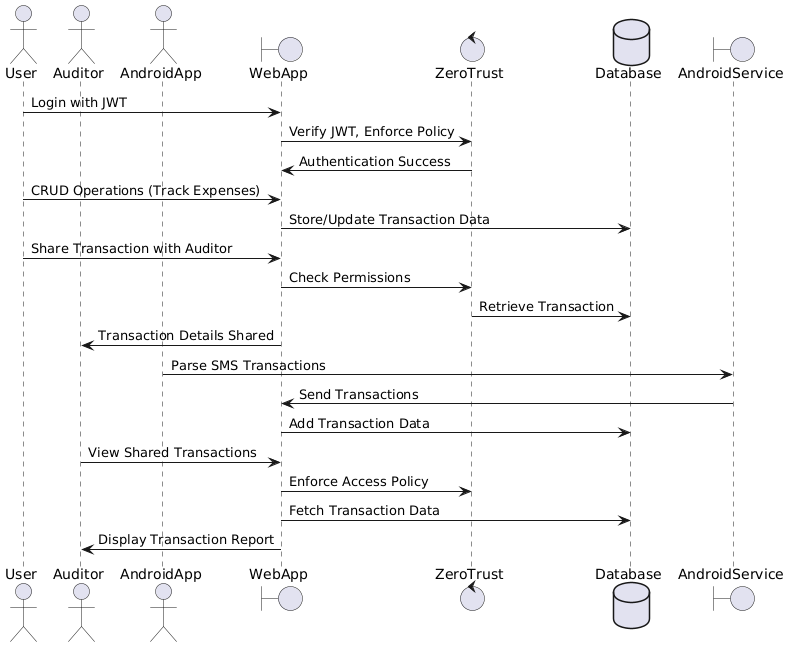 User Auditor AndroidApp WebApp ZeroTrust Database AndroidService
Login with JWT
Verify JWT, Enforce Policy
Authentication Success
CRUD Operations (Track Expenses)
Store/Update Transaction Data
Share Transaction with Auditor
Check Permissions
Retrieve Transaction
Transaction Details Shared
Parse SMS Transactions
Send Transactions
Add Transaction Data
View Shared Transactions
Enforce Access Policy
Fetch Transaction Data
Display Transaction Report
User Auditor AndroidApp WebApp ZeroTrust Database AndroidService